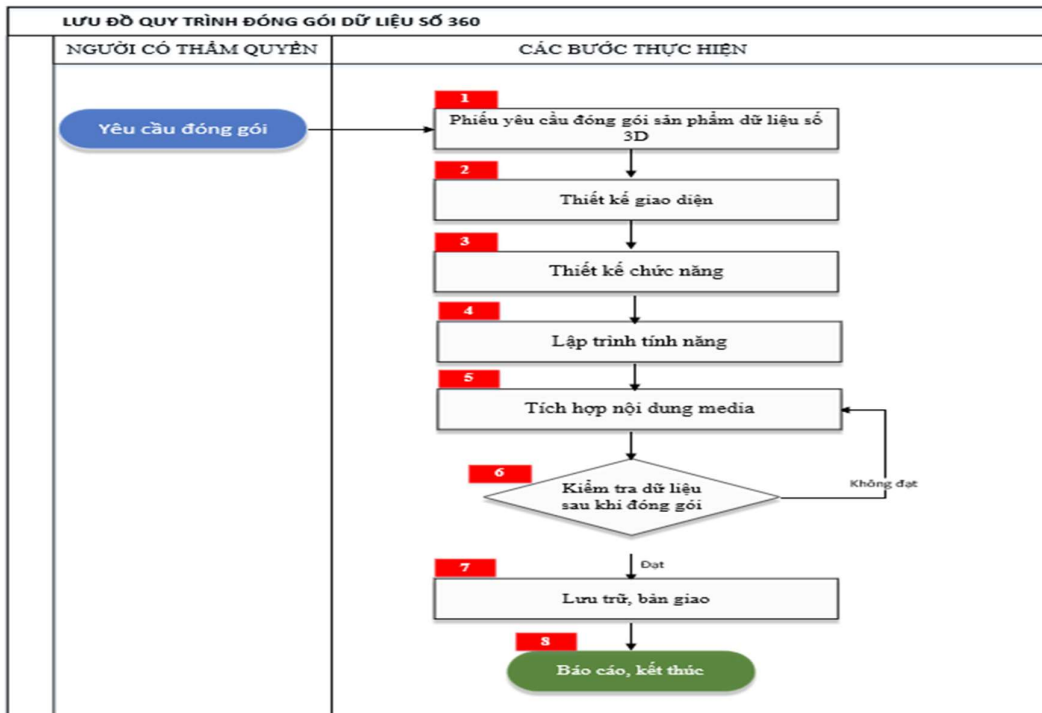 LƯU ĐỒ QUY TRÌNH ĐÓNG GÓI DỮ LIỆU SỐ 360
NGƯỜI CÓ THẨM QUYỀN
CÁC BƯỚC THỰC HIỆN
Yêu cầu đóng gói
1
Phiếu yêu cầu đóng gói sản phẩm dữ liệu số
3D
2
Thiết kế giao diện
3
Thiết kế chức năng
4
Lập trình tính năng
5
Tích hợp nội dung media
6
Kiểm tra dữ liệu
sau khi đóng gói
Không đạt
Đạt
7
Lưu trữ, bàn giao
8
Báo cáo, kết thúc